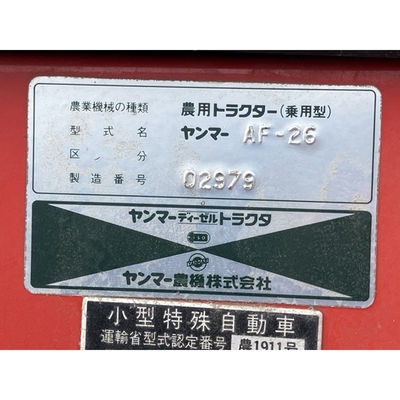 農業機械の種類 農用トラクター(乗用型)
型式名 ヤンマー AF-26
区分
製造番号 02979
ヤンマーディーゼルトラクタ
ISO
ヤンマー農機株式会社
小型特殊自動車
運輸省型式認定番号 農1911号